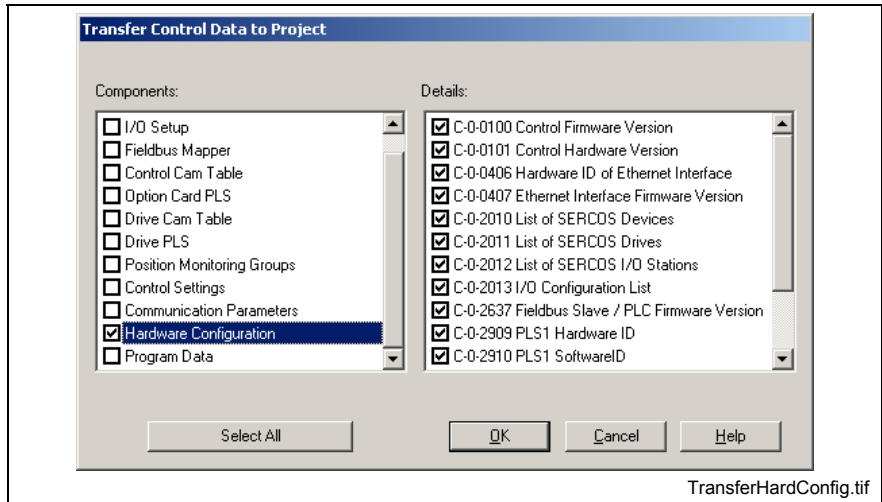 Transfer Control Data to Project
Components:
Details:
I/O Setup
Fieldbus Mapper
Control Cam Table
Option Card PLS
Drive Cam Table
Drive PLS
Position Monitoring Groups
Control Settings
Communication Parameters
Hardware Configuration
Program Data
C-0-0100 Control Firmware Version
C-0-0101 Control Hardware Version
C-0-0406 Hardware ID of Ethernet Interface
C-0-0407 Ethernet Interface Firmware Version
C-0-2010 List of SERCOS Devices
C-0-2011 List of SERCOS Drives
C-0-2012 List of SERCOS I/O Stations
C-0-2013 I/O Configuration List
C-0-2637 Fieldbus Slave / PLC Firmware Version
C-0-2909 PLS1 Hardware ID
C-0-2910 PLS1 SoftwareID
Select All
OK
Cancel
Help
TransferHardConfig.tif